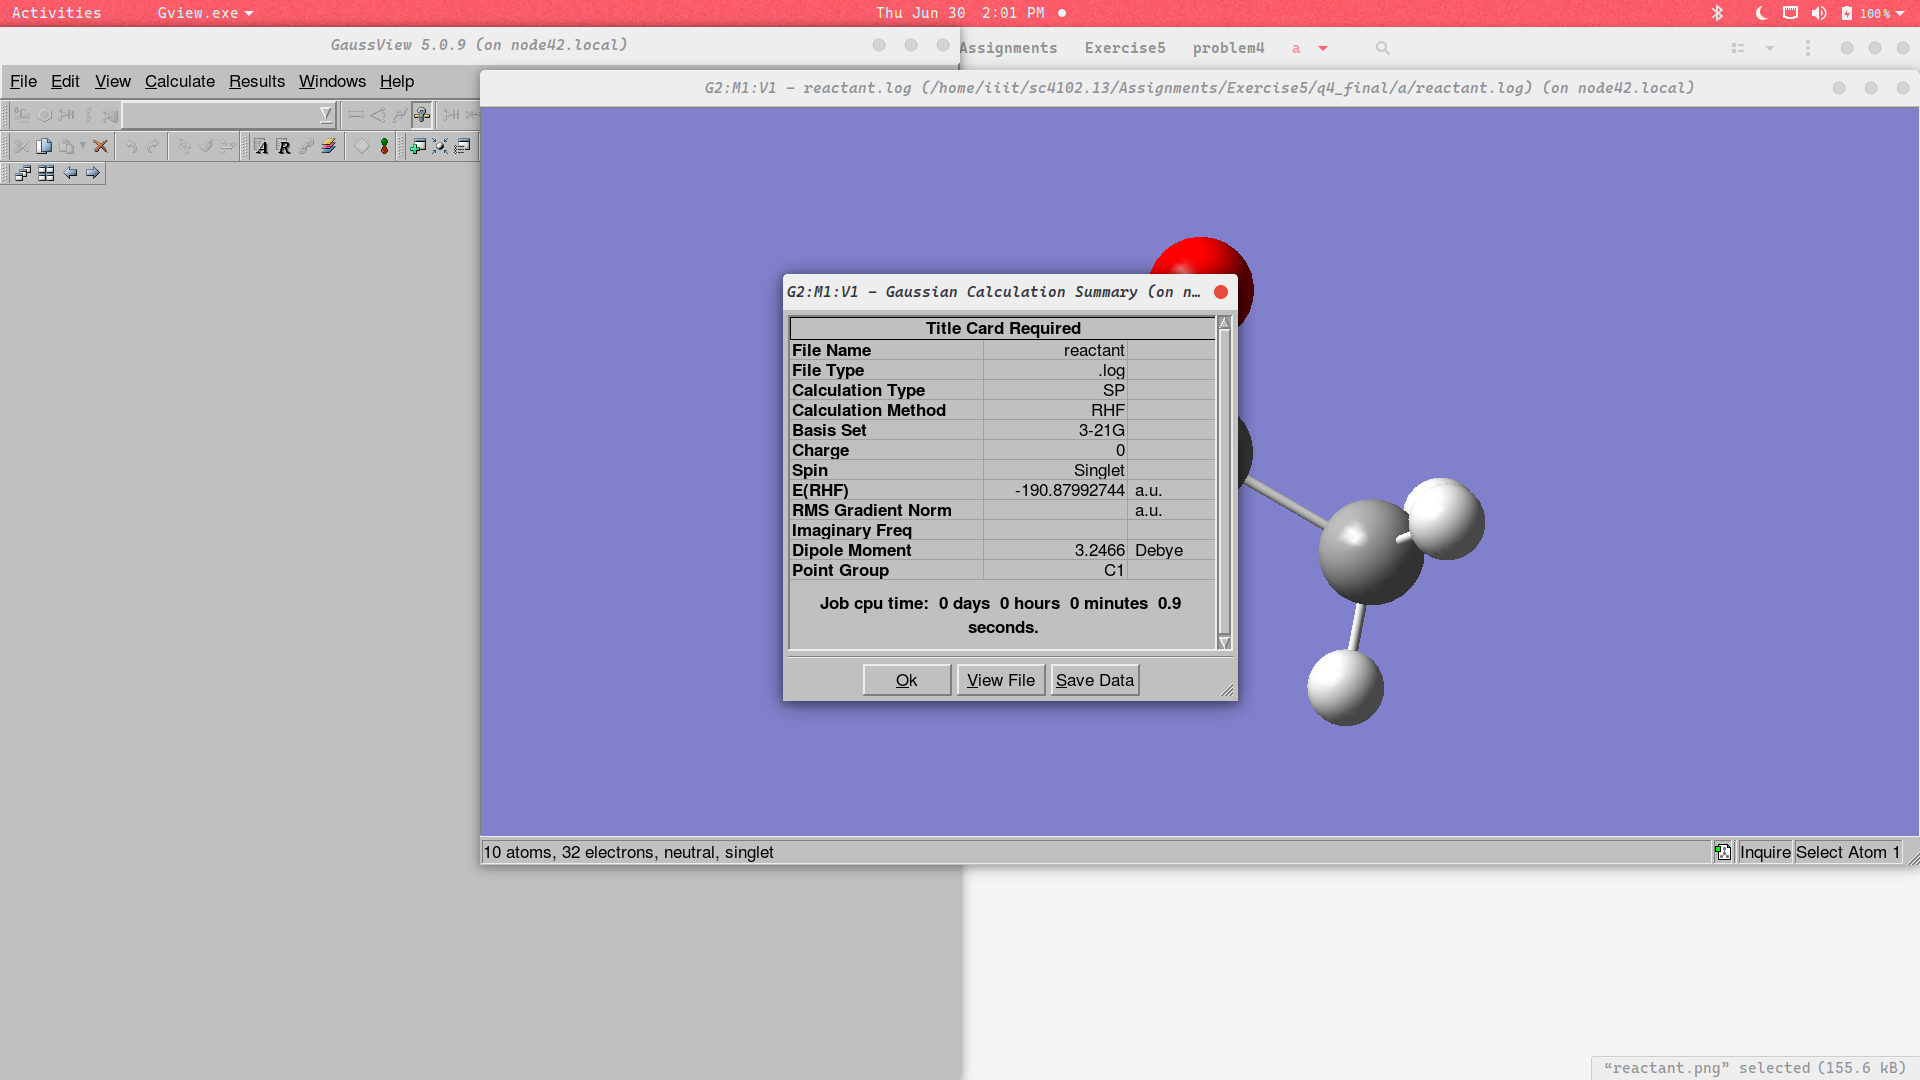 Activities
Gview.exe
Thu Jun 30 2:01 PM
100%
GaussView 5.0.9 (on node42.local)
Assignments
Exercise5
problem4
a
File Edit View Calculate Results Windows Help
G2:M1:V1 - reactant.log (/home/iiit/sc4102.13/Assignments/Exercise5/q4_final/a/reactant.log) (on node42.local)
A
R
G2:M1:V1 - Gaussian Calculation Summary (on n...
Title Card Required
File Name reactant
File Type .log
Calculation Type SP
Calculation Method RHF
Basis Set 3-21G
Charge 0
Spin Singlet
E(RHF) -190.87992744 a.u.
RMS Gradient Norm a.u.
Imaginary Freq
Dipole Moment 3.2466 Debye
Point Group C1
Job cpu time: 0 days 0 hours 0 minutes 0.9
seconds.
Ok View File Save Data
10 atoms, 32 electrons, neutral, singlet
Inquire
Select Atom 1
“reactant.png” selected (155.6 kB)